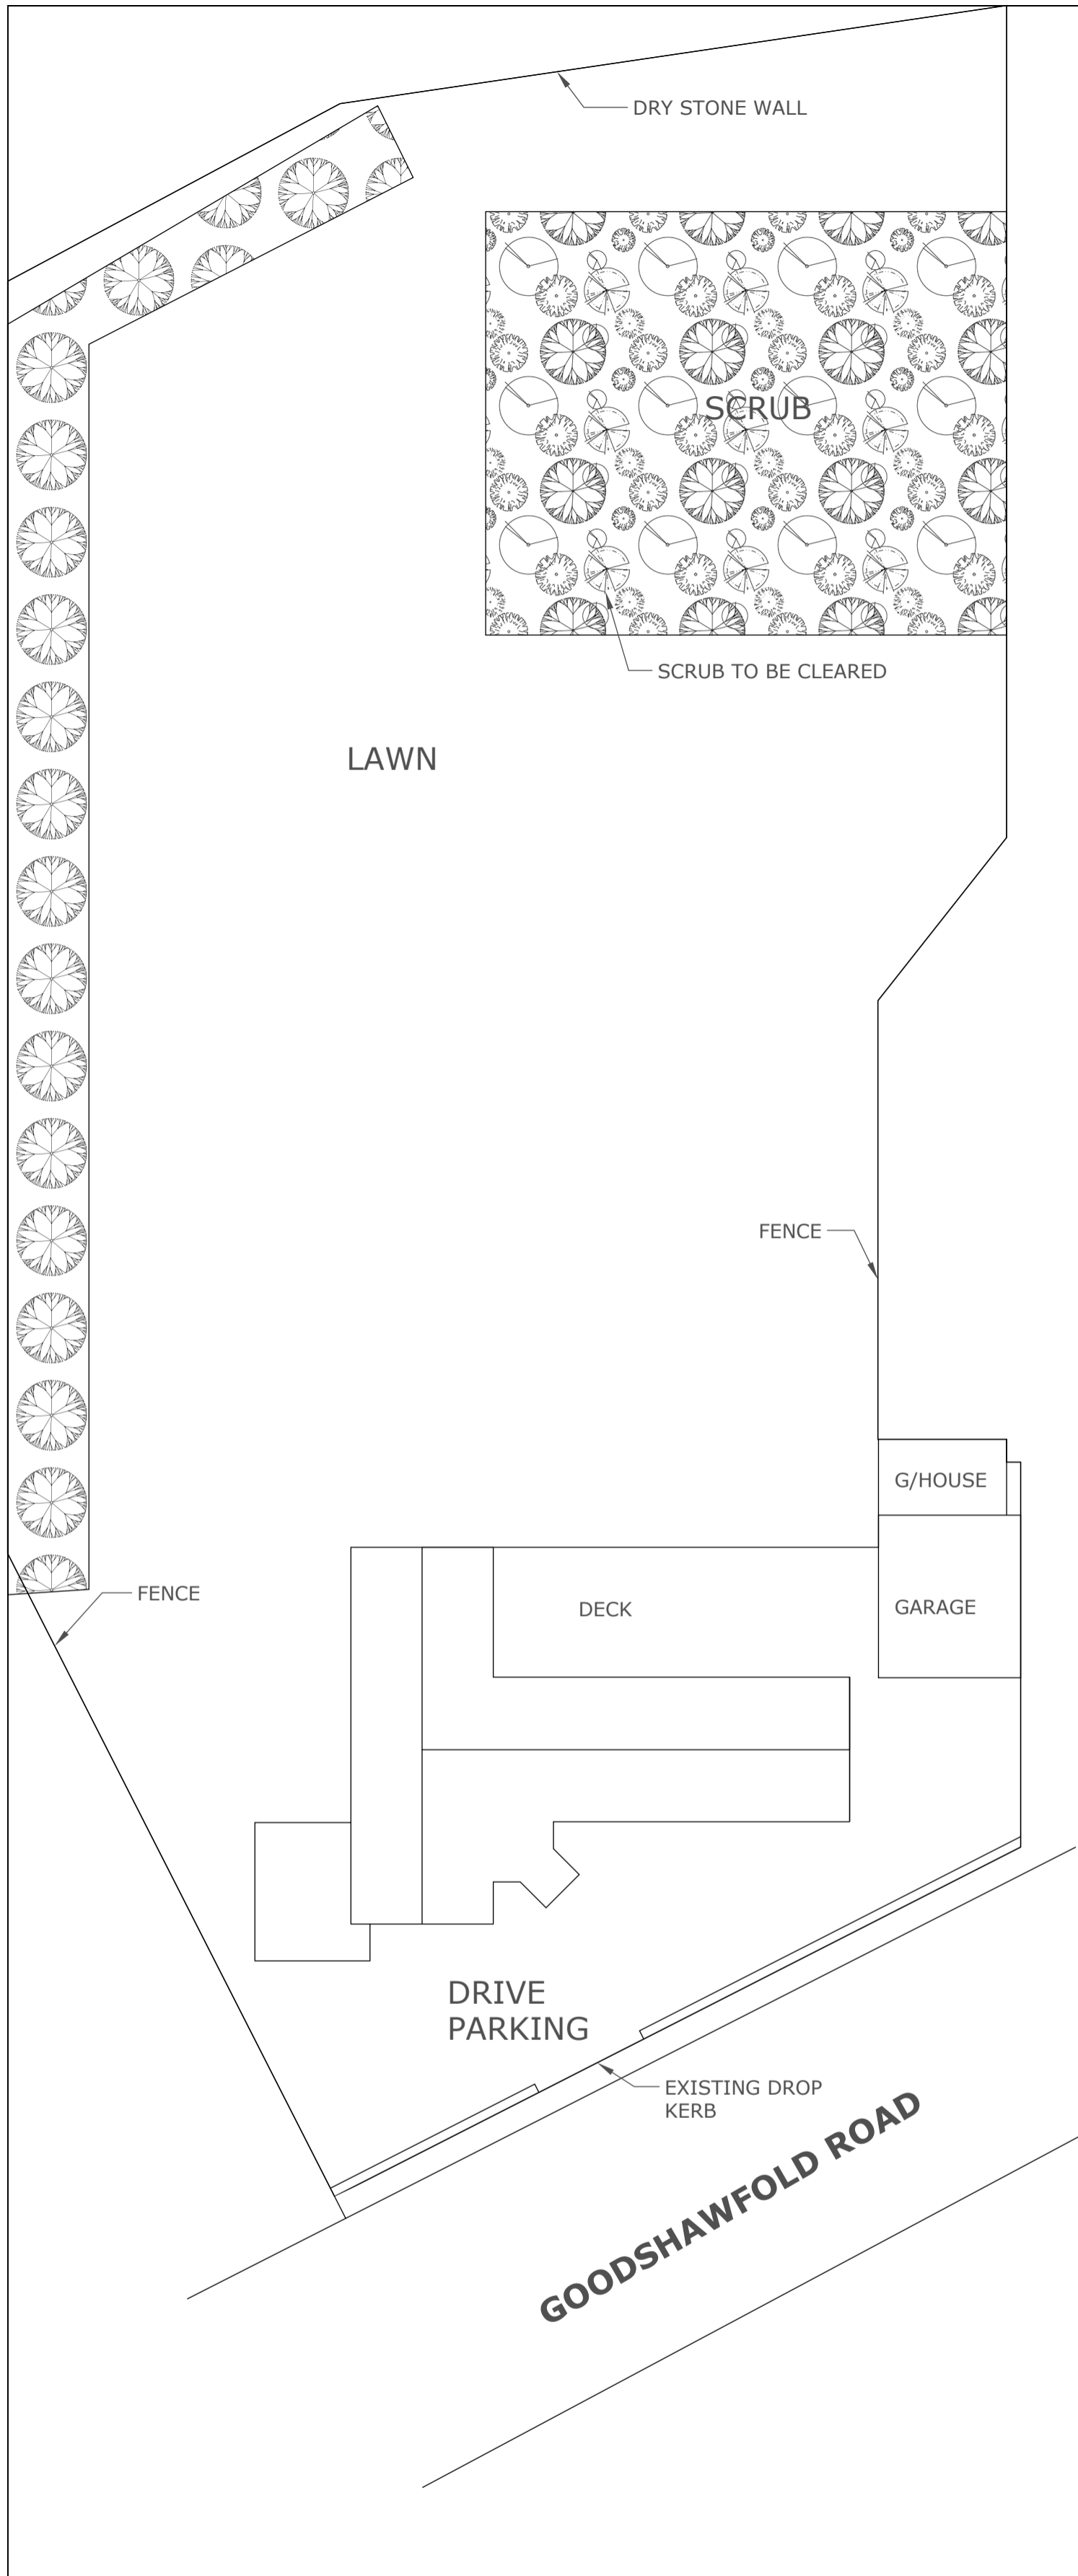 DRY STONE WALL
SCRUB
SCRUB TO BE CLEARED
LAWN
FENCE
G/HOUSE
FENCE
DECK
GARAGE
DRIVE
PARKING
EXISTING DROP
KERB
GOODSHAWFOLD ROAD